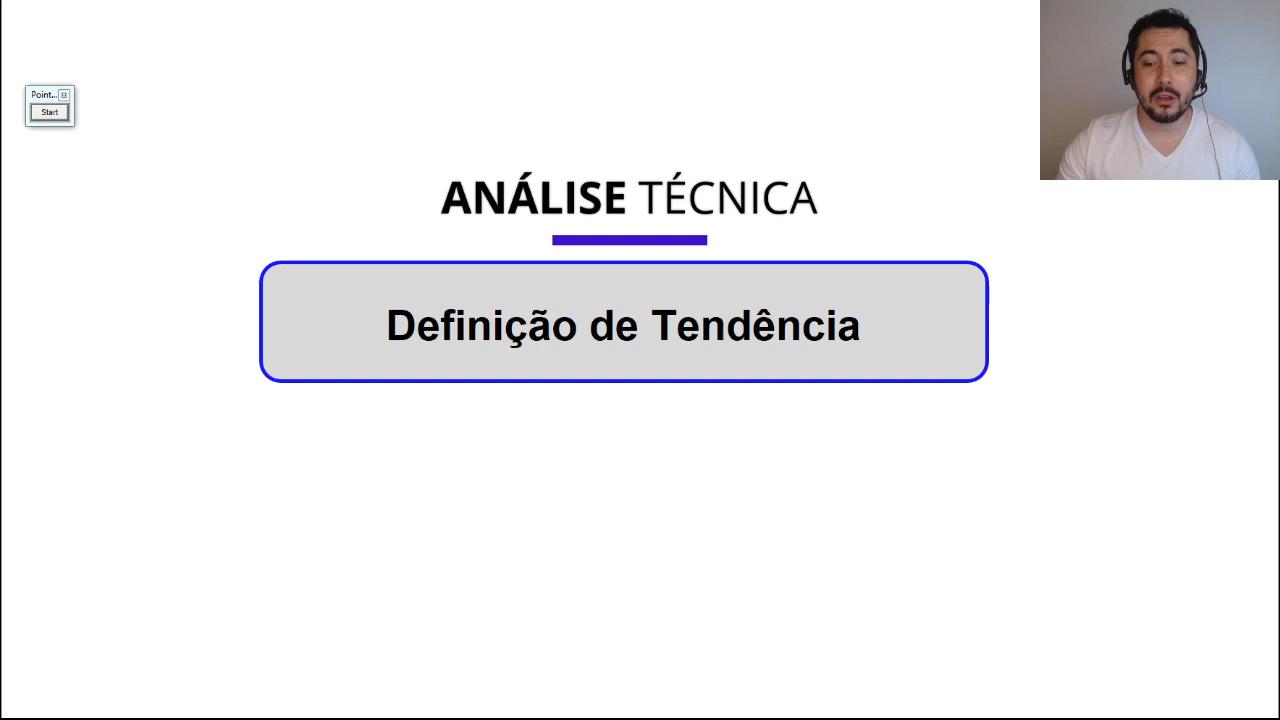 Point...
Start
ANÁLISE TÉCNICA
Definição de Tendência